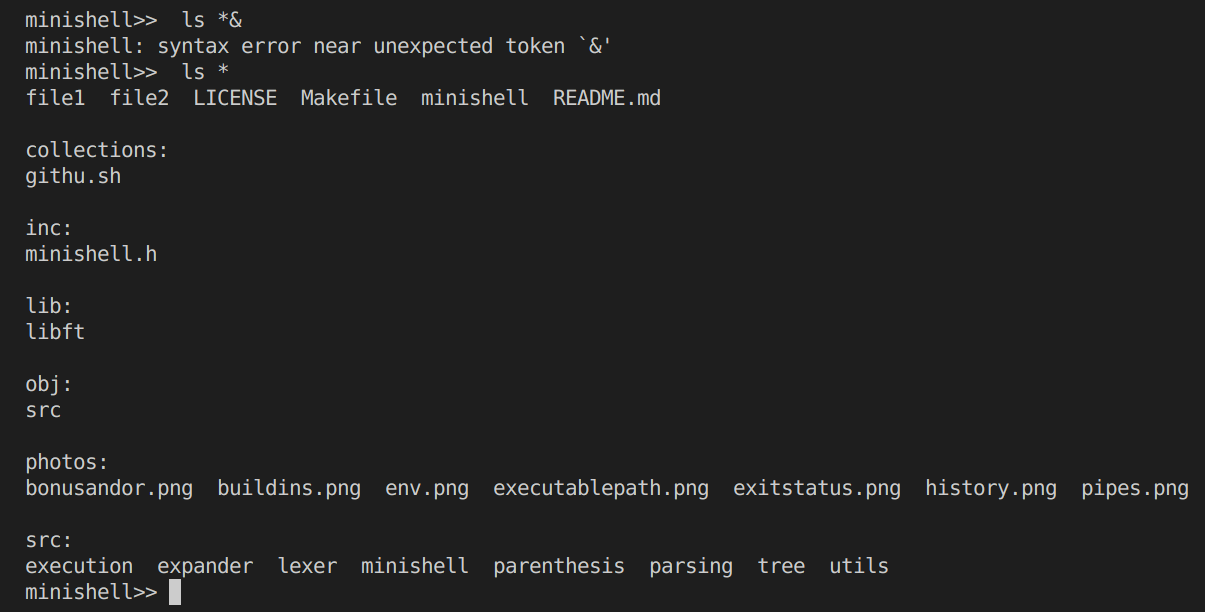 minishell>>  ls *&
minishell: syntax error near unexpected token `&'
minishell>>  ls *
file1  file2  LICENSE  Makefile  minishell  README.md
collections:
githu.sh
inc:
minishell.h
lib:
libft
obj:
src
photos:
bonusandor.png  buildins.png  env.png  executablepath.png  exitstatus.png  history.png  pipes.png
src:
execution  expander  lexer  minishell  parenthesis  parsing  tree  utils
minishell>>